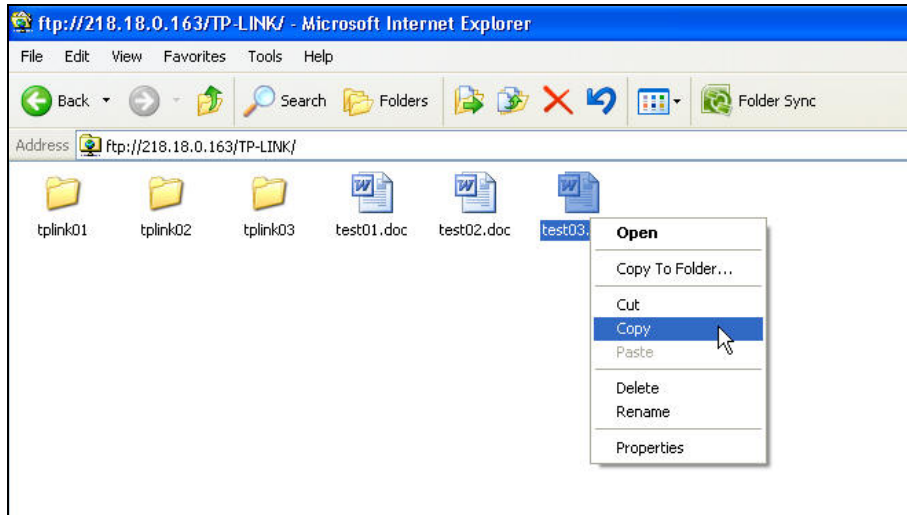 ftp://218.18.0.163/TP-LINK/ - Microsoft Internet Explorer
File Edit View Favorites Tools Help
Back Search Folders Folder Sync
Address ftp://218.18.0.163/TP-LINK/
tplink01 tplink02 tplink03 test01.doc test02.doc test03.
Open
Copy To Folder...
Cut
Copy
Paste
Delete
Rename
Properties